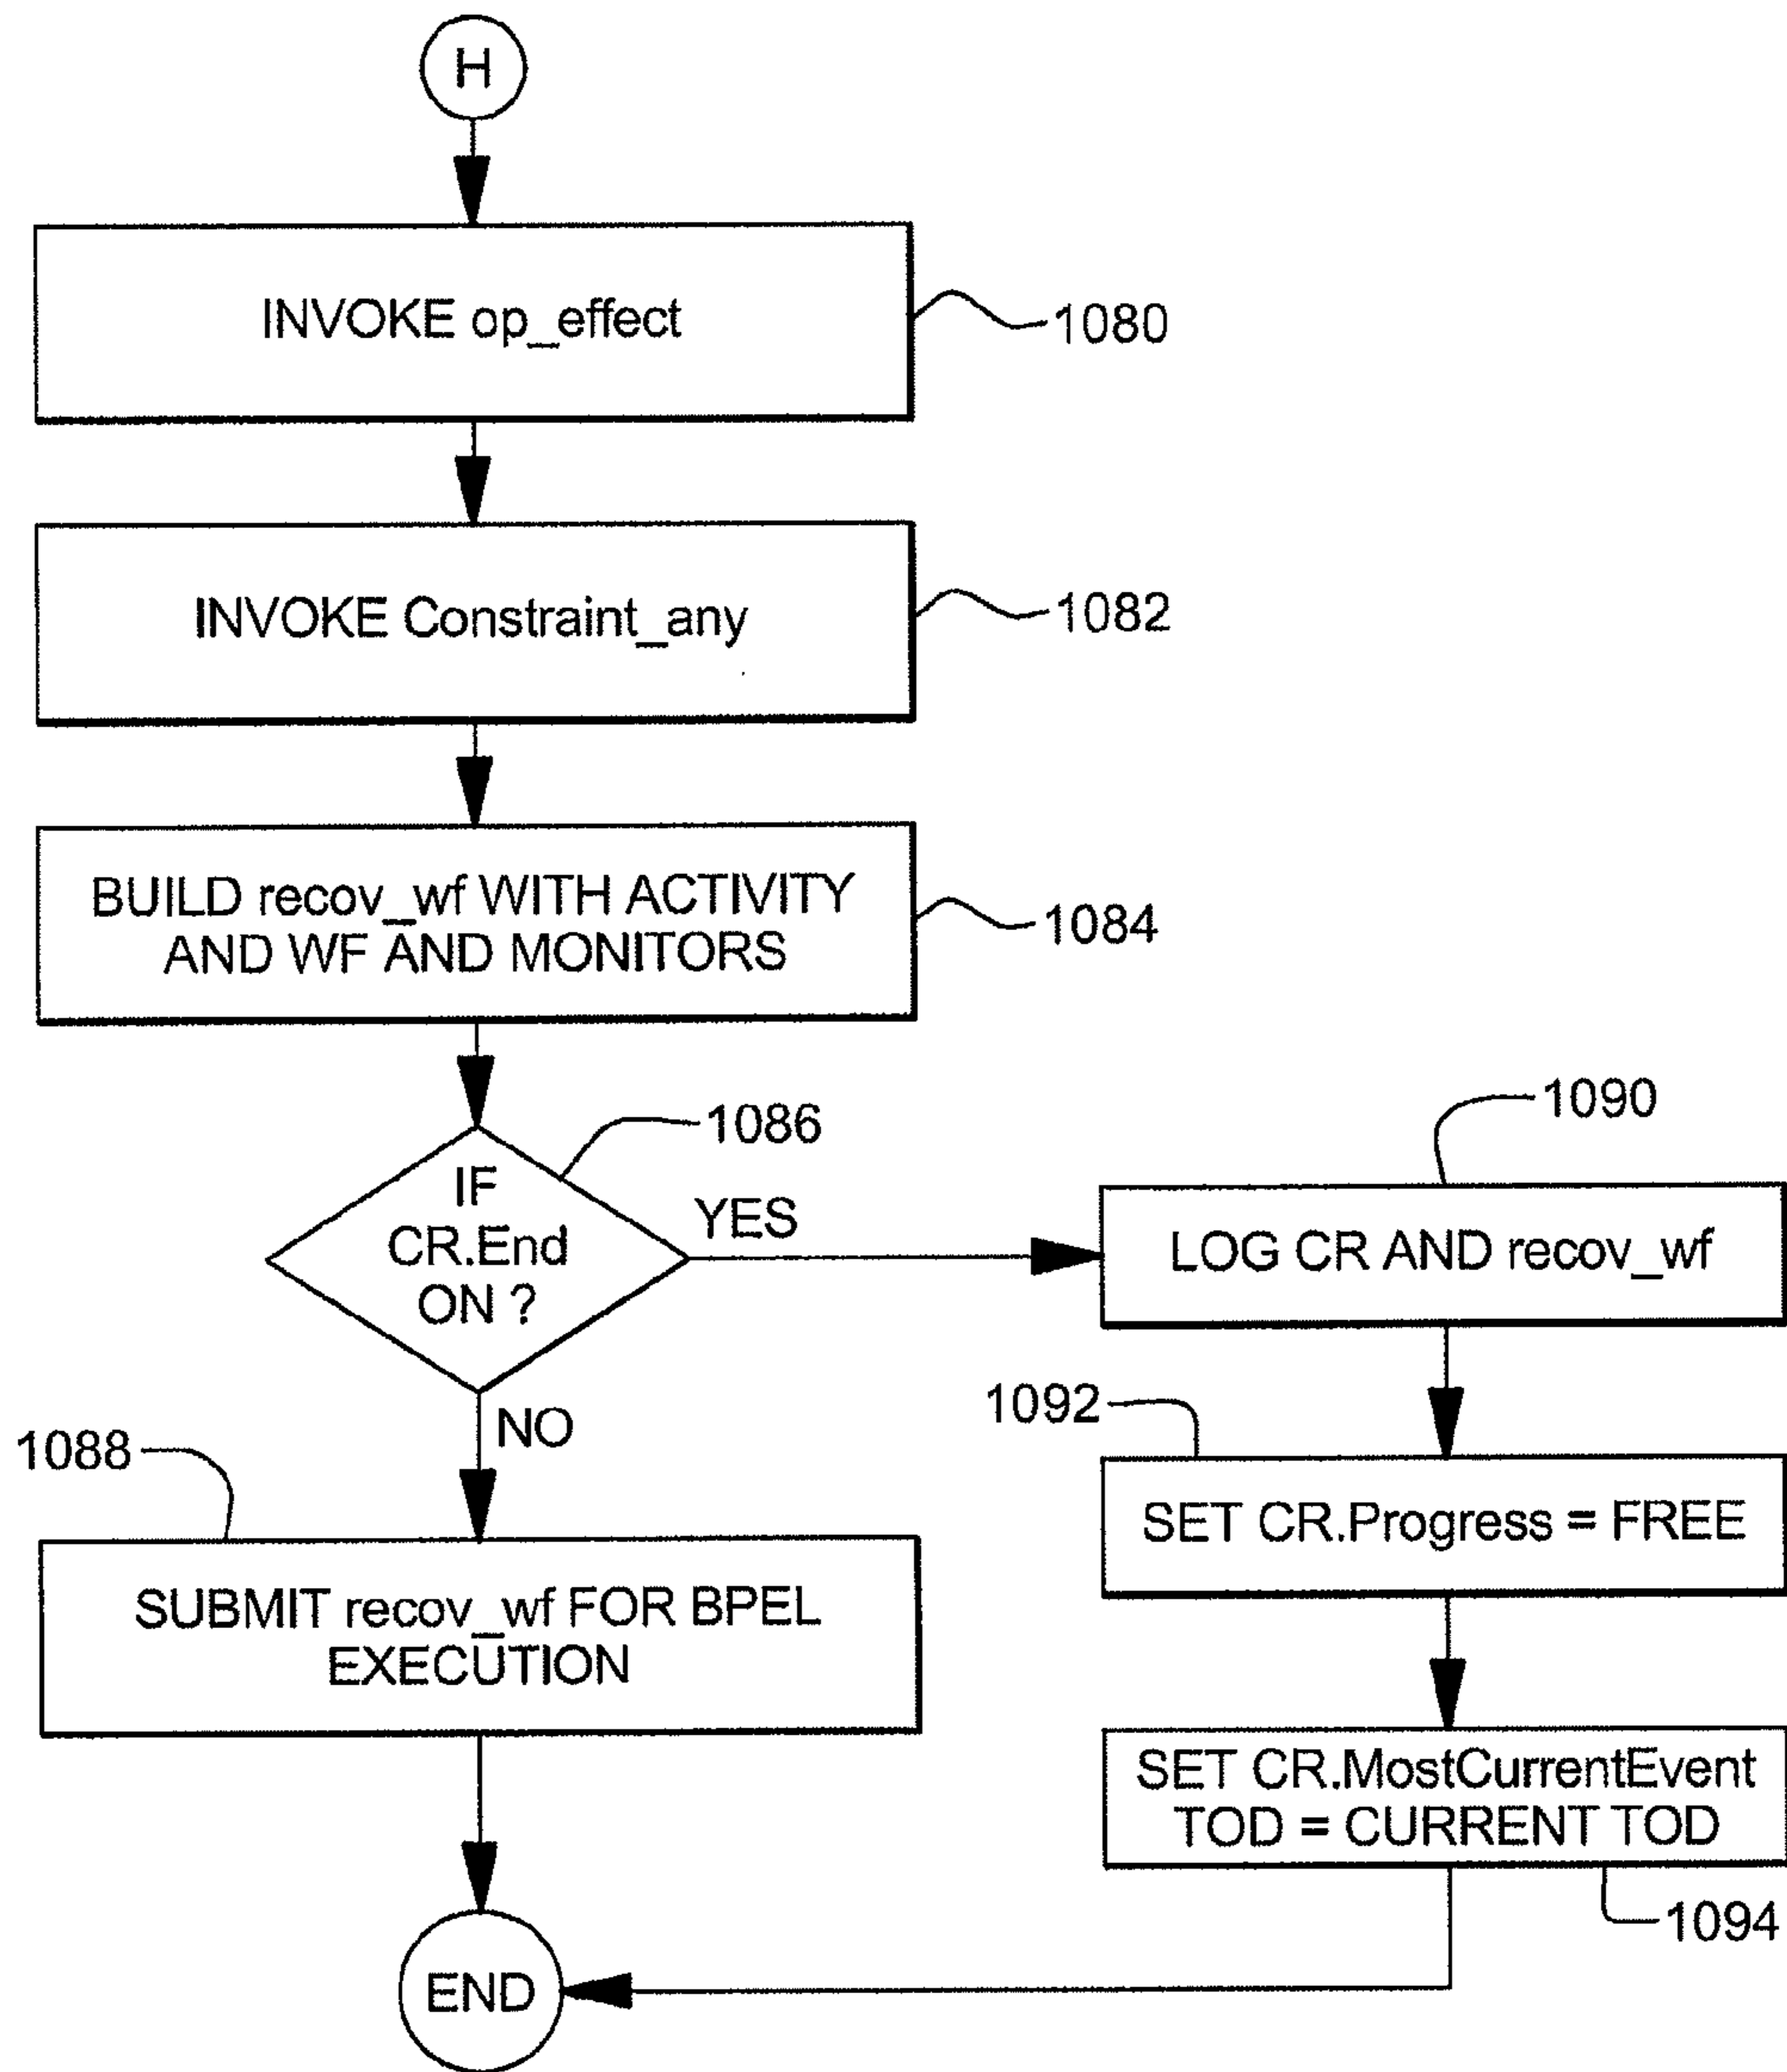 H
INVOKE op_effect
1080
INVOKE Constraint_any
1082
BUILD recov_wf WITH ACTIVITY
AND WF AND MONITORS
1084
1086
IF
CR.End
ON ?
YES
NO
1088
SUBMIT recov_wf FOR BPEL
EXECUTION
1090
LOG CR AND recov_wf
1092
SET CR.Progress = FREE
SET CR.MostCurrentEvent
TOD = CURRENT TOD
1094
END